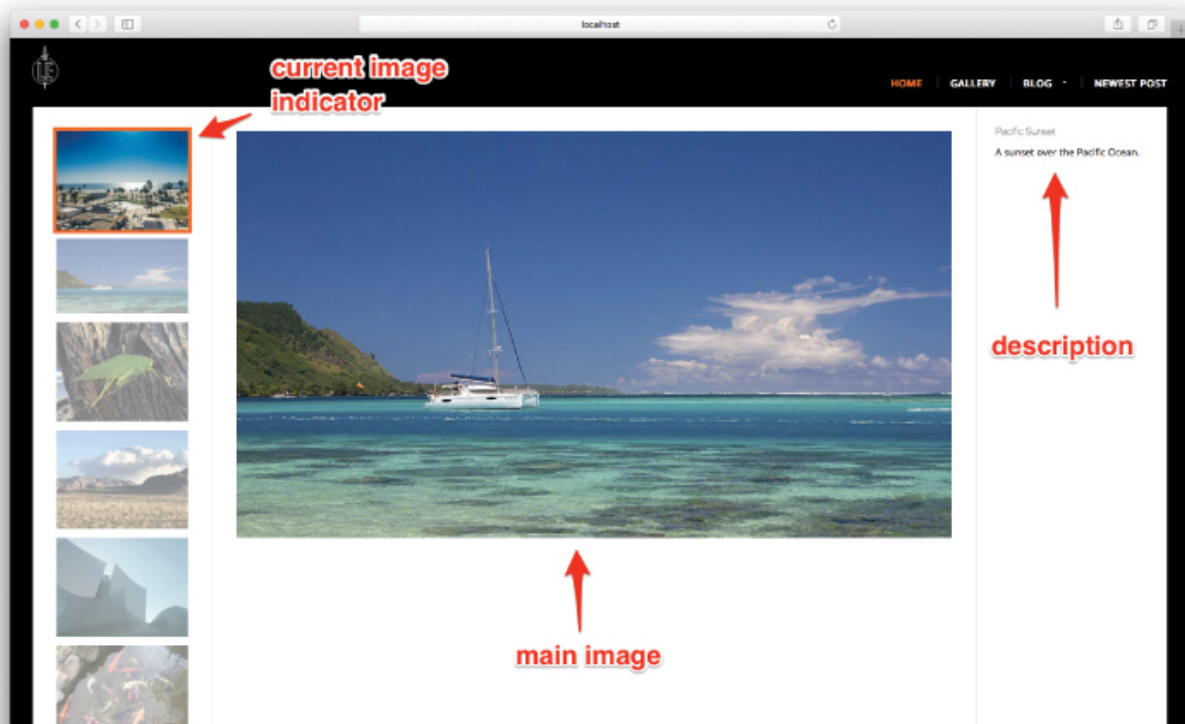 localhost
current image
indicator
HOME
GALLERY
BLOG
NEWEST POST
Pacific Sunset
A sunset over the Pacific Ocean.
description
main image